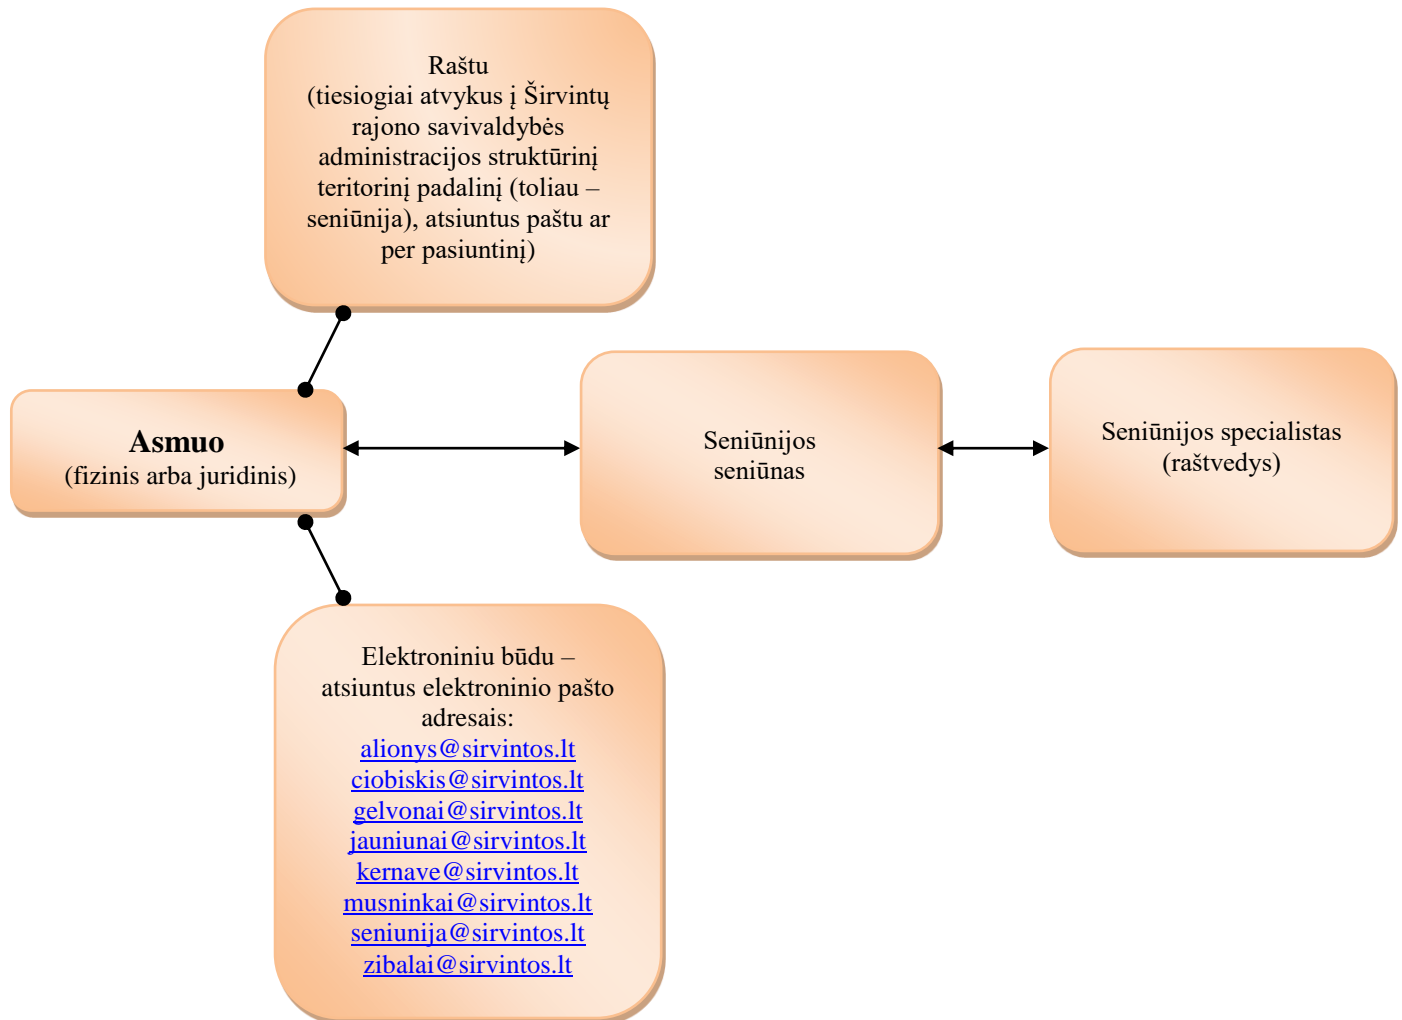 Raštu
(tiesiogiai atvykus į Širvintų
rajono savivaldybės
administracijos struktūrinį
teritorinį padalinį (toliau –
seniūnija), atsiuntus paštu ar
per pasiuntinį)
Asmuo
(fizinis arba juridinis)
Seniūnijos
seniūnas
Seniūnijos specialistas
(raštvedys)
Elektroniniu būdu –
atsiuntus elektroninio pašto
adresais:
alionys@sirvintos.lt
ciobiskis@sirvintos.lt
gelvonai@sirvintos.lt
jauniunai@sirvintos.lt
kernave@sirvintos.lt
musninkai@sirvintos.lt
seniunija@sirvintos.lt
zibalai@sirvintos.lt